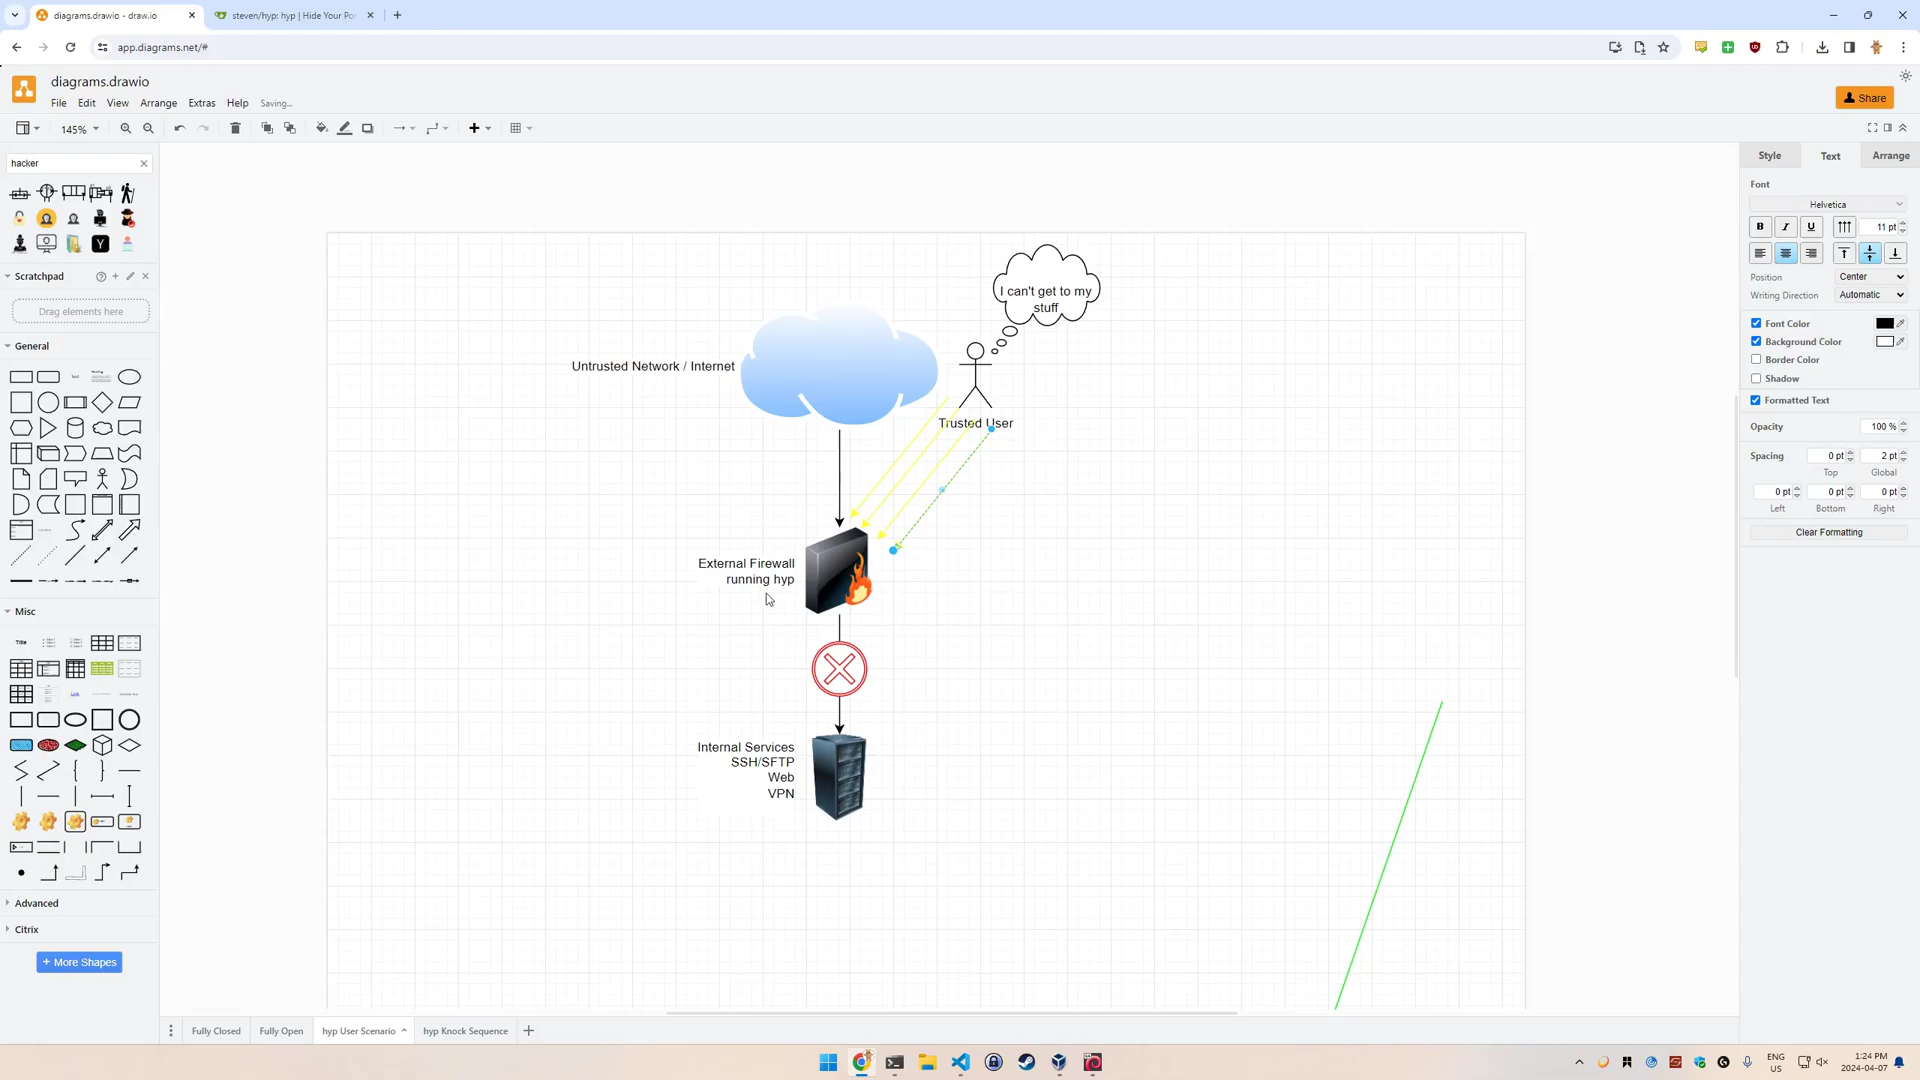 diagrams.drawio - draw.io
steven/hyp: hyp | Hide Your Po
app.diagrams.net/#
diagrams.drawio
File
Edit
View
Arrange
Extras
Help
Saving...
Share
145%
hacker
Style
Text
Arrange
Font
Helvetica
B
I
U
11 pt
Position
Center
Writing Direction
Automatic
Font Color
Background Color
Border Color
Shadow
Formatted Text
Opacity
100 %
Spacing
0 pt
2 pt
Top
Global
0 pt
0 pt
0 pt
Left
Bottom
Right
Clear Formatting
Scratchpad
Drag elements here
General
Text
Misc
Title
Link
Advanced
Citrix
+ More Shapes
I can't get to my
stuff
Untrusted Network / Internet
Trusted User
External Firewall
running hyp
Internal Services
SSH/SFTP
Web
VPN
Fully Closed
Fully Open
hyp User Scenario
hyp Knock Sequence
ENG
US
1:24 PM
2024-04-07